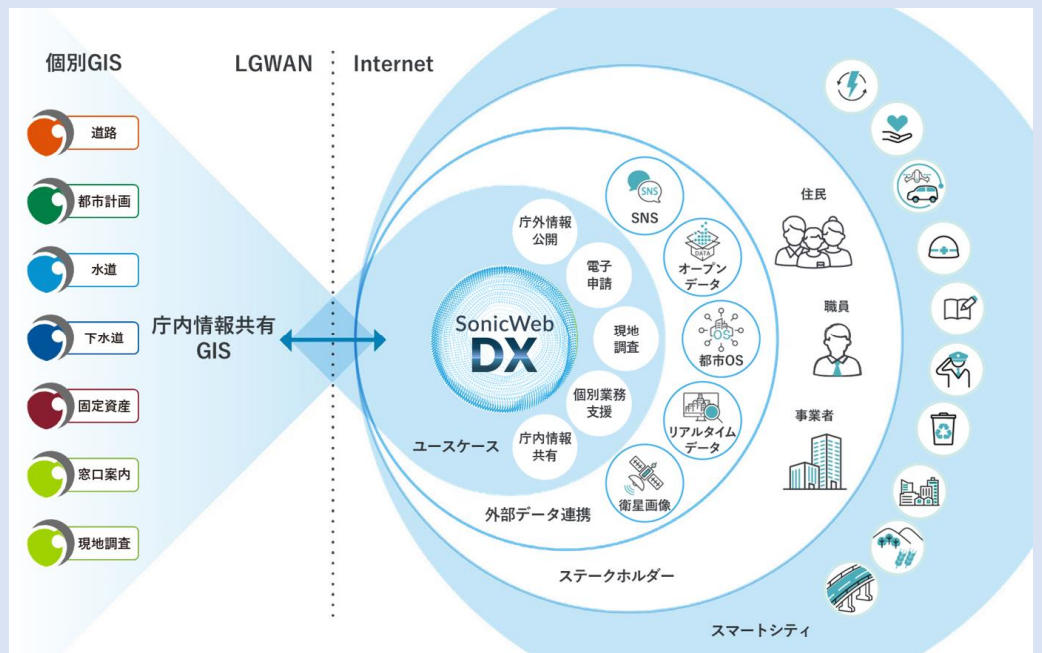 個別GIS
LGWAN
Internet
道路
都市計画
水道
下水道
固定資産
窓口案内
現地調査
庁内情報共有
GIS
SonicWeb
DX
庁外情報
公開
電子
申請
現地
調査
個別業務
支援
庁内情報
共有
ユースケース
SNS
SNS
DATA
オープン
データ
OS
都市OS
リアルタイム
データ
衛星画像
外部データ連携
住民
職員
事業者
ステークホルダー
スマートシティ